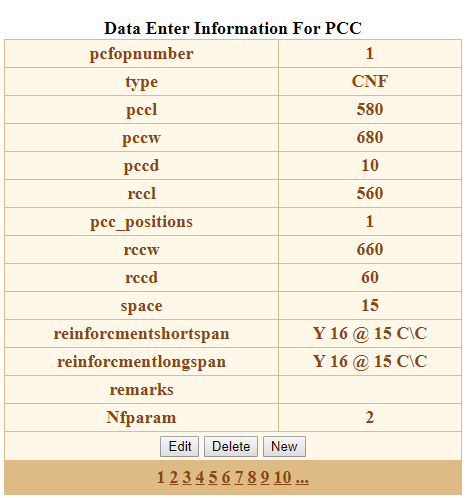 Data Enter Information For PCC
pcfopnumber 1
type CNF
pccl 580
pccw 680
pccd 10
rccl 560
pcc_positions 1
rccw 660
rccd 60
space 15
reinforcmentshortspan Y 16 @ 15 C\C
reinforcmentlongspan Y 16 @ 15 C\C
remarks
Nfparam 2
Edit Delete New
1 2 3 4 5 6 7 8 9 10 ...